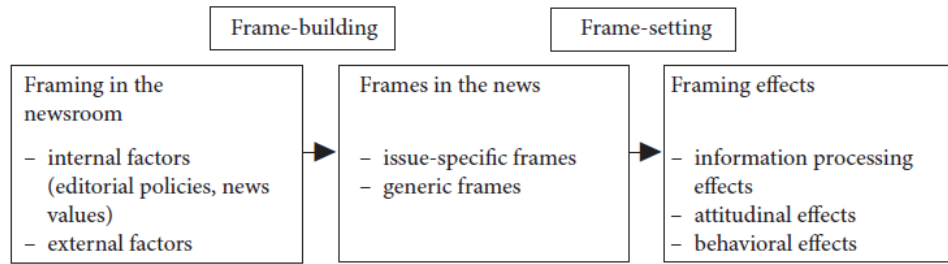 Frame-building
Frame-setting
Framing in the
newsroom
– internal factors
(editorial policies, news
values)
– external factors
Frames in the news
– issue-specific frames
– generic frames
Framing effects
– information processing
effects
– attitudinal effects
– behavioral effects